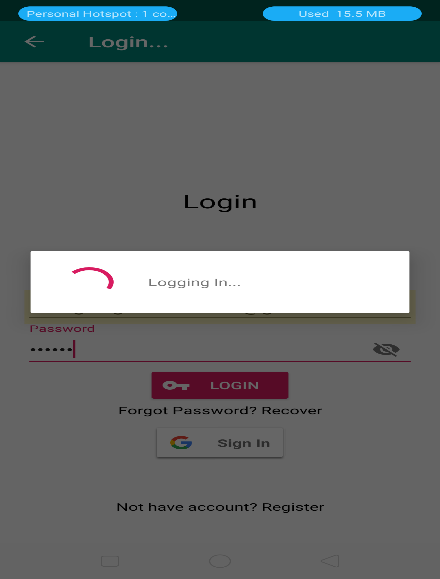 Personal Hotspot : 1 co...
Used 15.5 MB
Login...
Login
Logging In...
Password
LOGIN
Forgot Password? Recover
Sign In
Not have account? Register